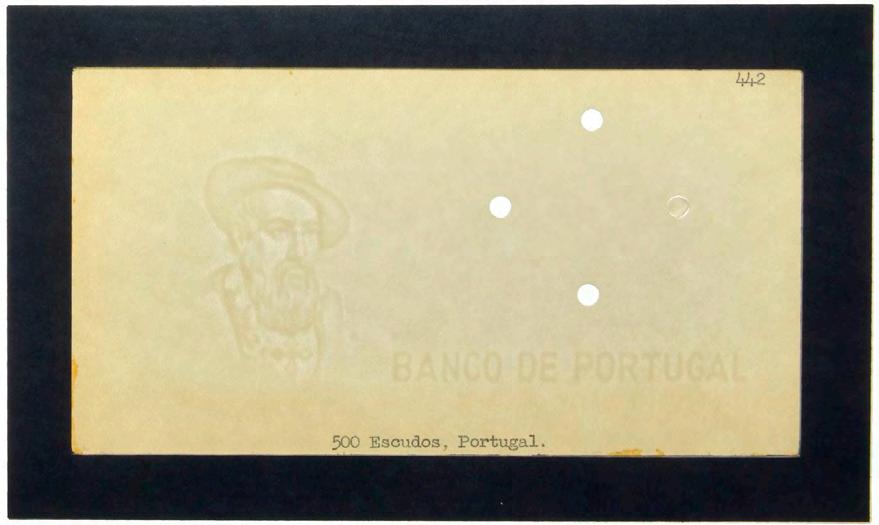 442
BANCO DE PORTUGAL
500 Escudos, Portugal.